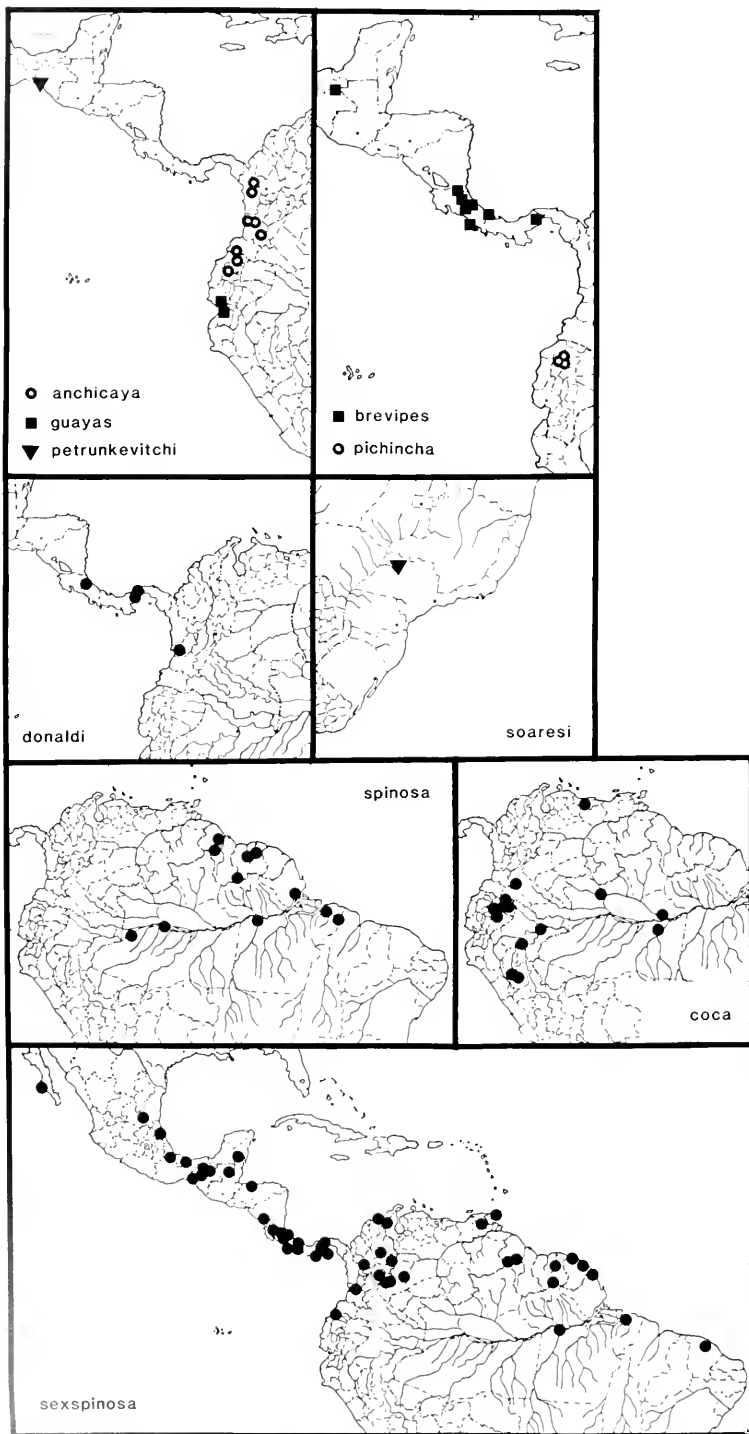 anchicaya
guayas
petrunkevitchi
brevipes
pichincha
donaldi
soaresi
spinosa
coca
sexspinosa